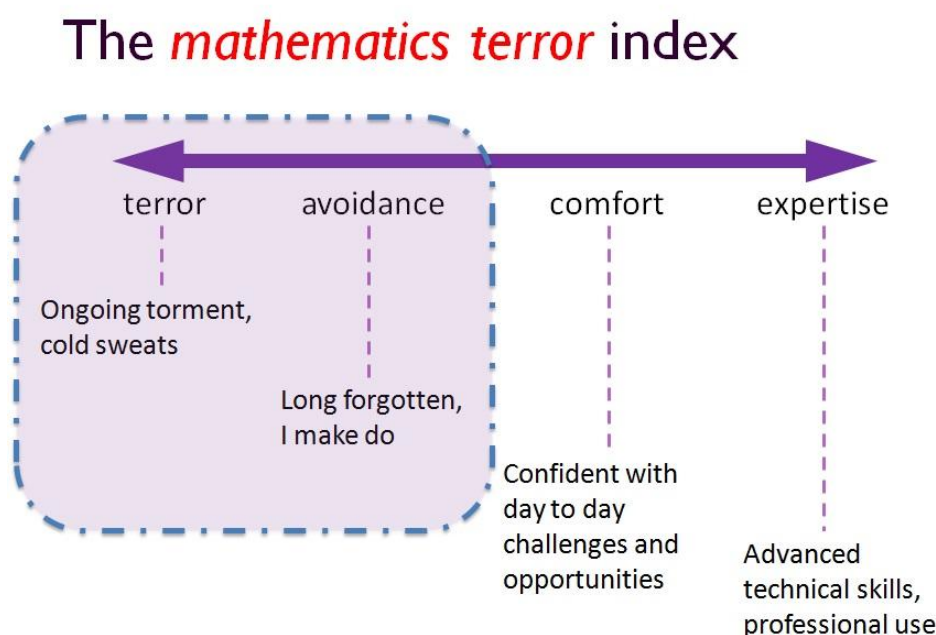 The mathematics terror index
terror avoidance comfort expertise
Ongoing torment,
cold sweats
Long forgotten,
I make do
Confident with
day to day
challenges and
opportunities
Advanced
technical skills,
professional use